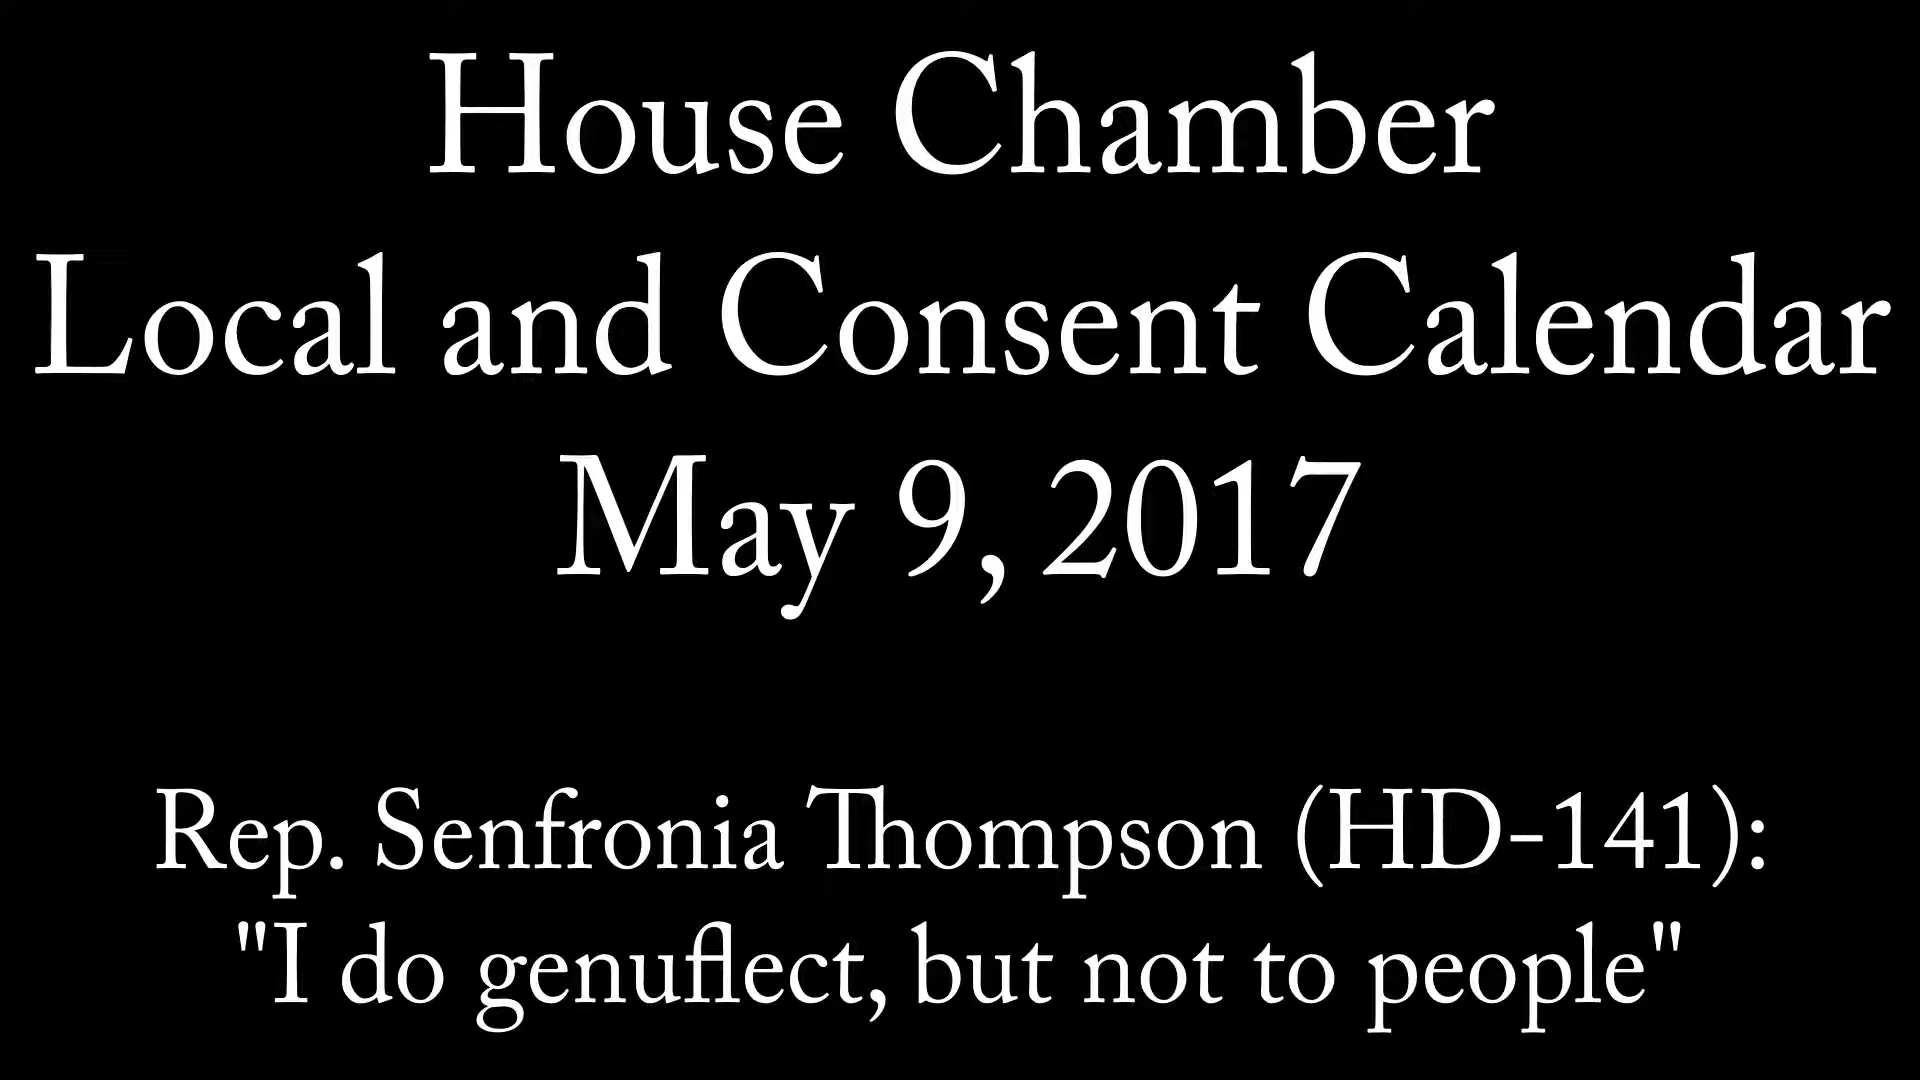 House Chamber
Local and Consent Calendar
May 9, 2017
Rep. Senfronia Thompson (HD-141):
"I do genuflect, but not to people"